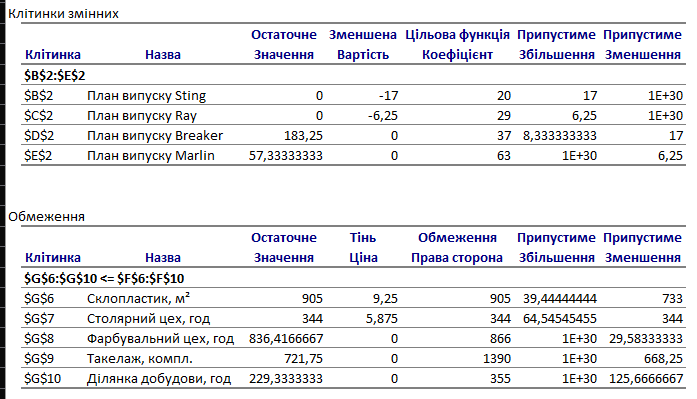 Клітинки змінних
Остаточне Зменшена Цільова функція Припустиме Припустиме
Клітинка Назва Значення Вартість Коефіцієнт Збільшення Зменшення
$B$2:$E$2
$B$2 План випуску Sting 0 -17 20 17 1E+30
$C$2 План випуску Ray 0 -6,25 29 6,25 1E+30
$D$2 План випуску Breaker 183,25 0 37 8,333333333 17
$E$2 План випуску Marlin 57,33333333 0 63 1E+30 6,25
Обмеження
Остаточне Тінь Обмеження Припустиме Припустиме
Клітинка Назва Значення Ціна Права сторона Збільшення Зменшення
$G$6:$G$10 <= $F$6:$F$10
$G$6 Склопластик, м² 905 9,25 905 39,44444444 733
$G$7 Столярний цех, год 344 5,875 344 64,54545455 344
$G$8 Фарбувальний цех, год 836,4166667 0 866 1E+30 29,58333333
$G$9 Такелаж, компл. 721,75 0 1390 1E+30 668,25
$G$10 Ділянка добудови, год 229,3333333 0 355 1E+30 125,6666667